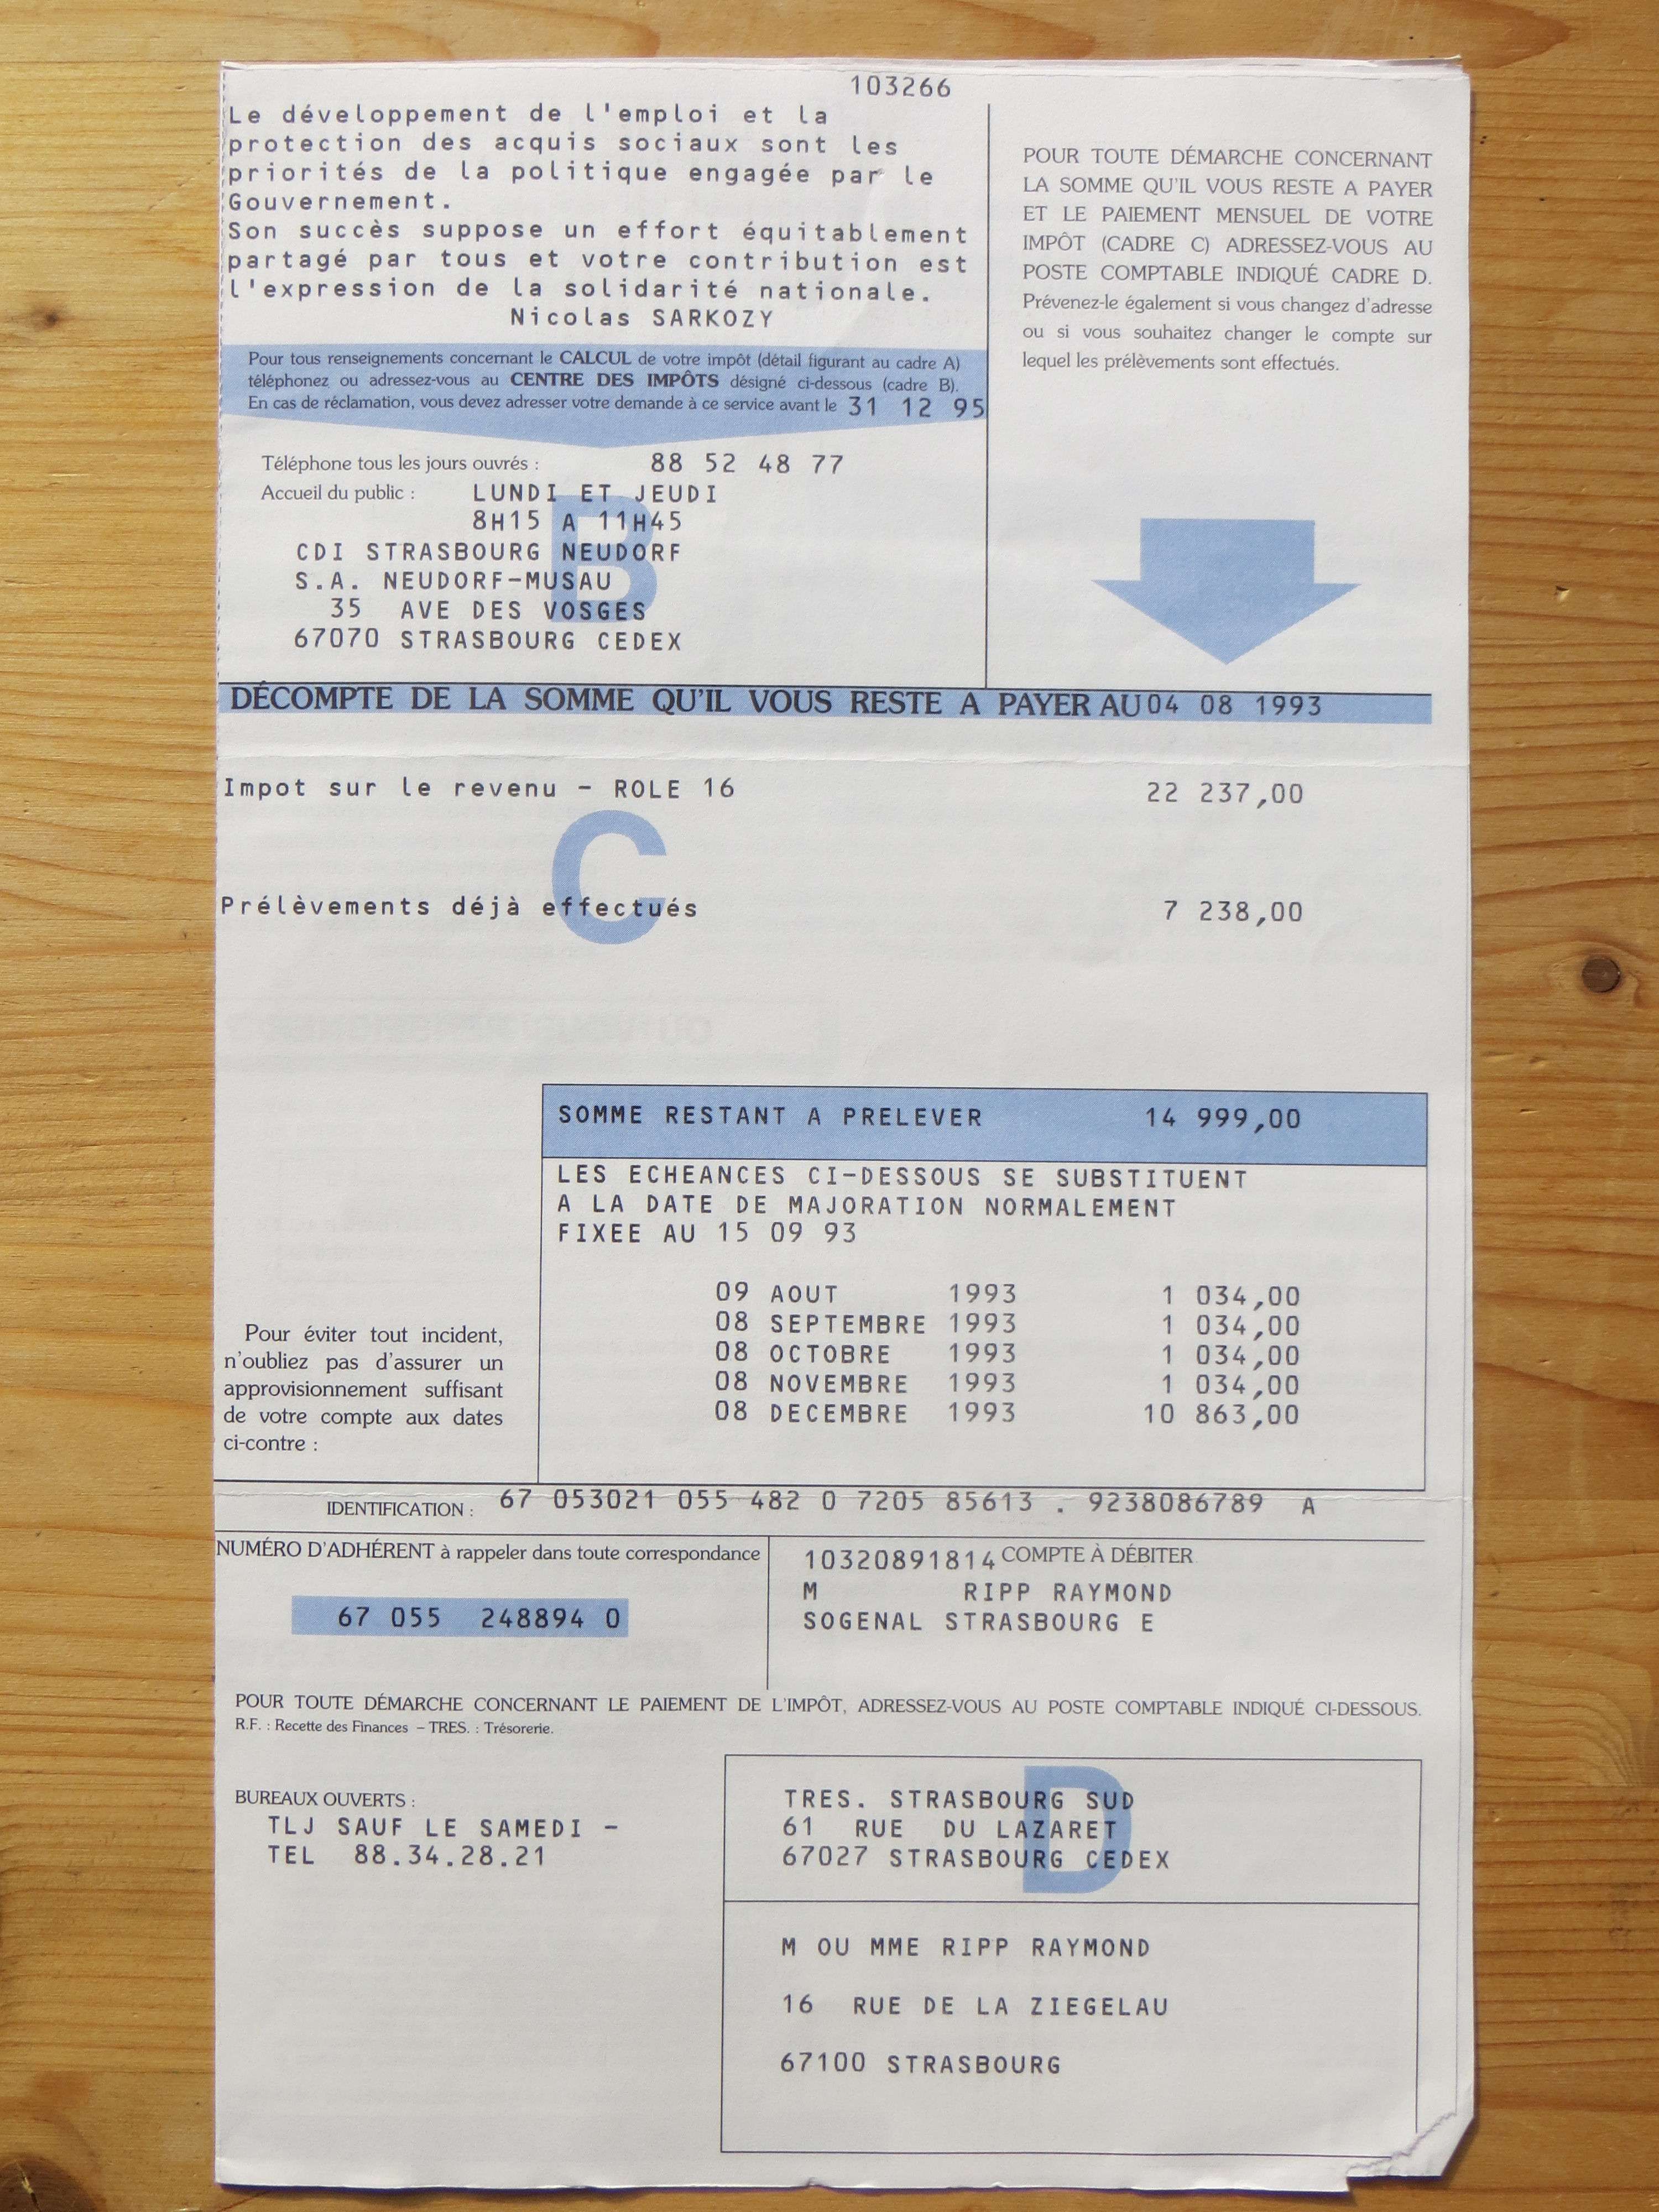 103266
Le développement de l'emploi et la
protection des acquis sociaux sont les
priorités de la politique engagée par le
Gouvernement.
Son succès suppose un effort équitablement
partagé par tous et votre contribution est
l'expression de la solidarité nationale.
Nicolas SARKOZY
POUR TOUTE DÉMARCHE CONCERNANT
LA SOMME QU'IL VOUS RESTE A PAYER
ET LE PAIEMENT MENSUEL DE VOTRE
IMPÔT (CADRE C) ADRESSEZ-VOUS AU
POSTE COMPTABLE INDIQUÉ CADRE D.
Prévenez-le également si vous changez d'adresse
ou si vous souhaitez changer le compte sur
lequel les prélèvements sont effectués.
Pour tous renseignements concernant le CALCUL de votre impôt (détail figurant au cadre A)
téléphonez ou adressez-vous au CENTRE DES IMPÔTS désigné ci-dessous (cadre B).
En cas de réclamation, vous devez adresser votre demande à ce service avant le 31 12 95
Téléphone tous les jours ouvrés : 88 52 48 77
Accueil du public : LUNDI ET JEUDI
8H15 A 11H45
B
CDI STRASBOURG NEUDORF
S.A. NEUDORF-MUSAU
35 AVE DES VOSGES
67070 STRASBOURG CEDEX
DÉCOMPTE DE LA SOMME QU'IL VOUS RESTE A PAYER AU 04 08 1993
Impot sur le revenu - ROLE 16 22 237,00
C
Prélèvements déjà effectués 7 238,00
SOMME RESTANT A PRELEVER 14 999,00
LES ECHEANCES CI-DESSOUS SE SUBSTITUENT
A LA DATE DE MAJORATION NORMALEMENT
FIXEE AU 15 09 93
09 AOUT 1993 1 034,00
08 SEPTEMBRE 1993 1 034,00
08 OCTOBRE 1993 1 034,00
08 NOVEMBRE 1993 1 034,00
08 DECEMBRE 1993 10 863,00
Pour éviter tout incident,
n'oubliez pas d'assurer un
approvisionnement suffisant
de votre compte aux dates
ci-contre :
IDENTIFICATION : 67 053021 055 482 0 7205 85613 . 9238086789 A
NUMÉRO D'ADHÉRENT à rappeler dans toute correspondance
67 055 248894 0
10320891814 COMPTE À DÉBITER
M RIPP RAYMOND
SOGENAL STRASBOURG E
POUR TOUTE DÉMARCHE CONCERNANT LE PAIEMENT DE L'IMPÔT, ADRESSEZ-VOUS AU POSTE COMPTABLE INDIQUÉ CI-DESSOUS.
R.F. : Recette des Finances – TRES. : Trésorerie.
BUREAUX OUVERTS :
TLJ SAUF LE SAMEDI -
TEL 88.34.28.21
D
TRES. STRASBOURG SUD
61 RUE DU LAZARET
67027 STRASBOURG CEDEX
M OU MME RIPP RAYMOND
16 RUE DE LA ZIEGELAU
67100 STRASBOURG